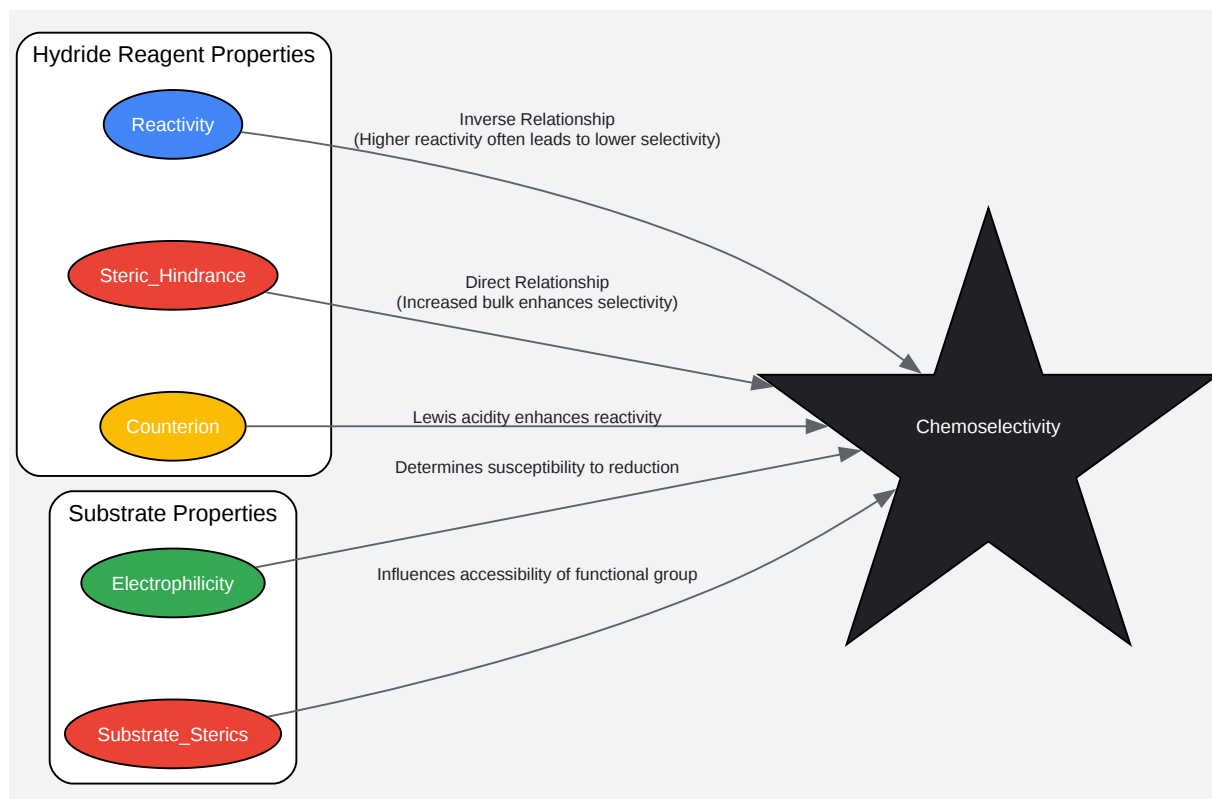 Hydride Reagent Properties
Reactivity
Inverse Relationship
(Higher reactivity often leads to lower selectivity)
Steric_Hindrance
Direct Relationship
(Increased bulk enhances selectivity)
Counterion
Lewis acidity enhances reactivity
Chemoselectivity
Determines susceptibility to reduction
Substrate Properties
Electrophilicity
Influences accessibility of functional group
Substrate_Sterics